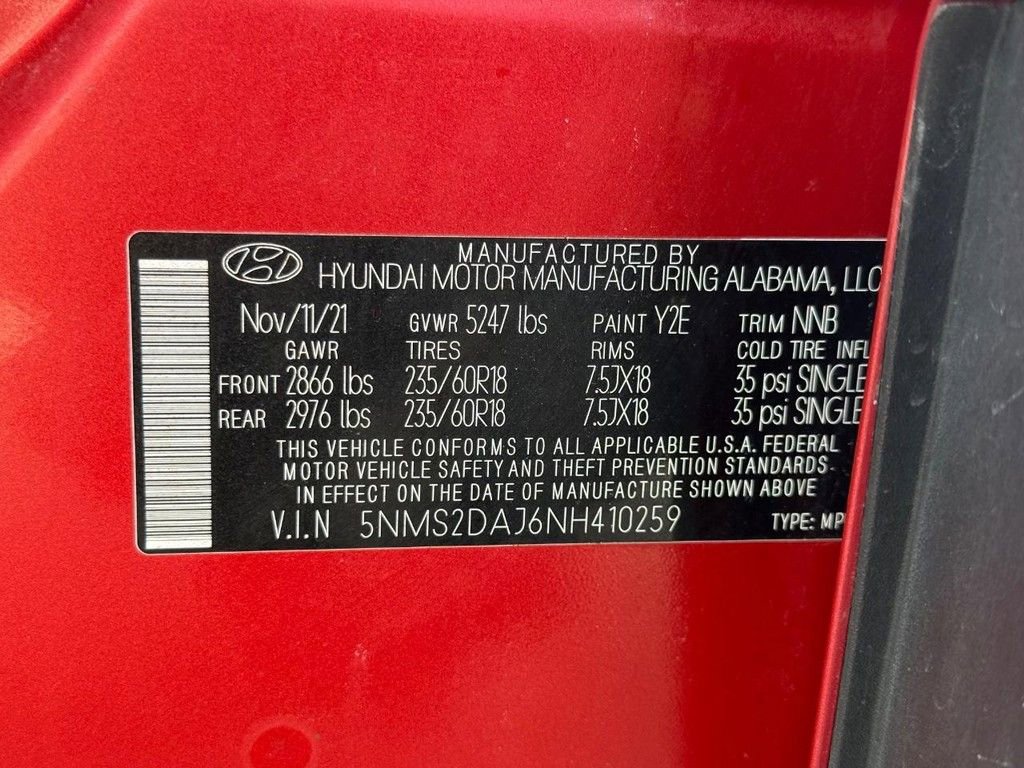 MANUFACTURED BY
HYUNDAI MOTOR MANUFACTURING ALABAMA, LLC
Nov/11/21 GVWR 5247 lbs PAINT Y2E TRIM NNB
GAWR TIRES RIMS COLD TIRE INFL
FRONT 2866 lbs 235/60R18 7.5JX18 35 psi SINGLE
REAR 2976 lbs 235/60R18 7.5JX18 35 psi SINGLE
THIS VEHICLE CONFORMS TO ALL APPLICABLE U.S.A. FEDERAL
MOTOR VEHICLE SAFETY AND THEFT PREVENTION STANDARDS
IN EFFECT ON THE DATE OF MANUFACTURE SHOWN ABOVE
V.I.N 5NMS2DAJ6NH410259 TYPE: MP